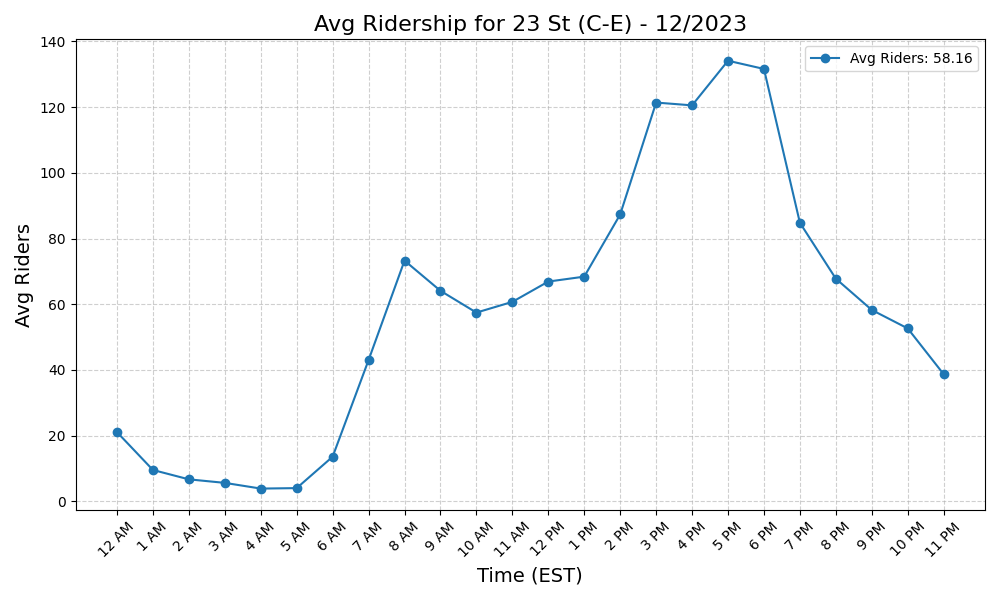 Avg Ridership for 23 St (C-E) - 12/2023
Avg Riders: 58.16
Avg Riders
140
120
100
80
60
40
20
0
12 AM
1 AM
2 AM
3 AM
4 AM
5 AM
6 AM
7 AM
8 AM
9 AM
10 AM
11 AM
12 PM
1 PM
2 PM
3 PM
4 PM
5 PM
6 PM
7 PM
8 PM
9 PM
10 PM
11 PM
Time (EST)